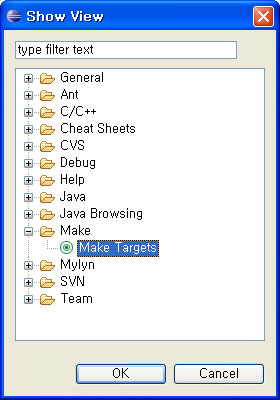 Show View
type filter text
General
Ant
C/C++
Cheat Sheets
CVS
Debug
Help
Java
Java Browsing
Make
Make Targets
Mylyn
SVN
Team
OK
Cancel